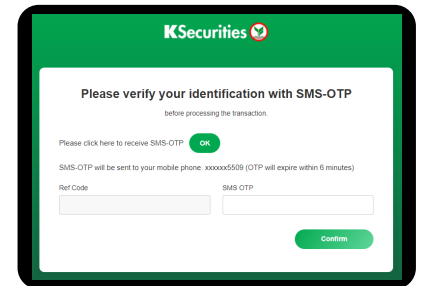 KSecurities
Please verify your identification with SMS-OTP
before processing the transaction.
Please click here to receive SMS-OTP OK
SMS-OTP will be sent to your mobile phone: xxxxxx5509 (OTP will expire within 6 minutes)
Ref Code SMS OTP
Confirm